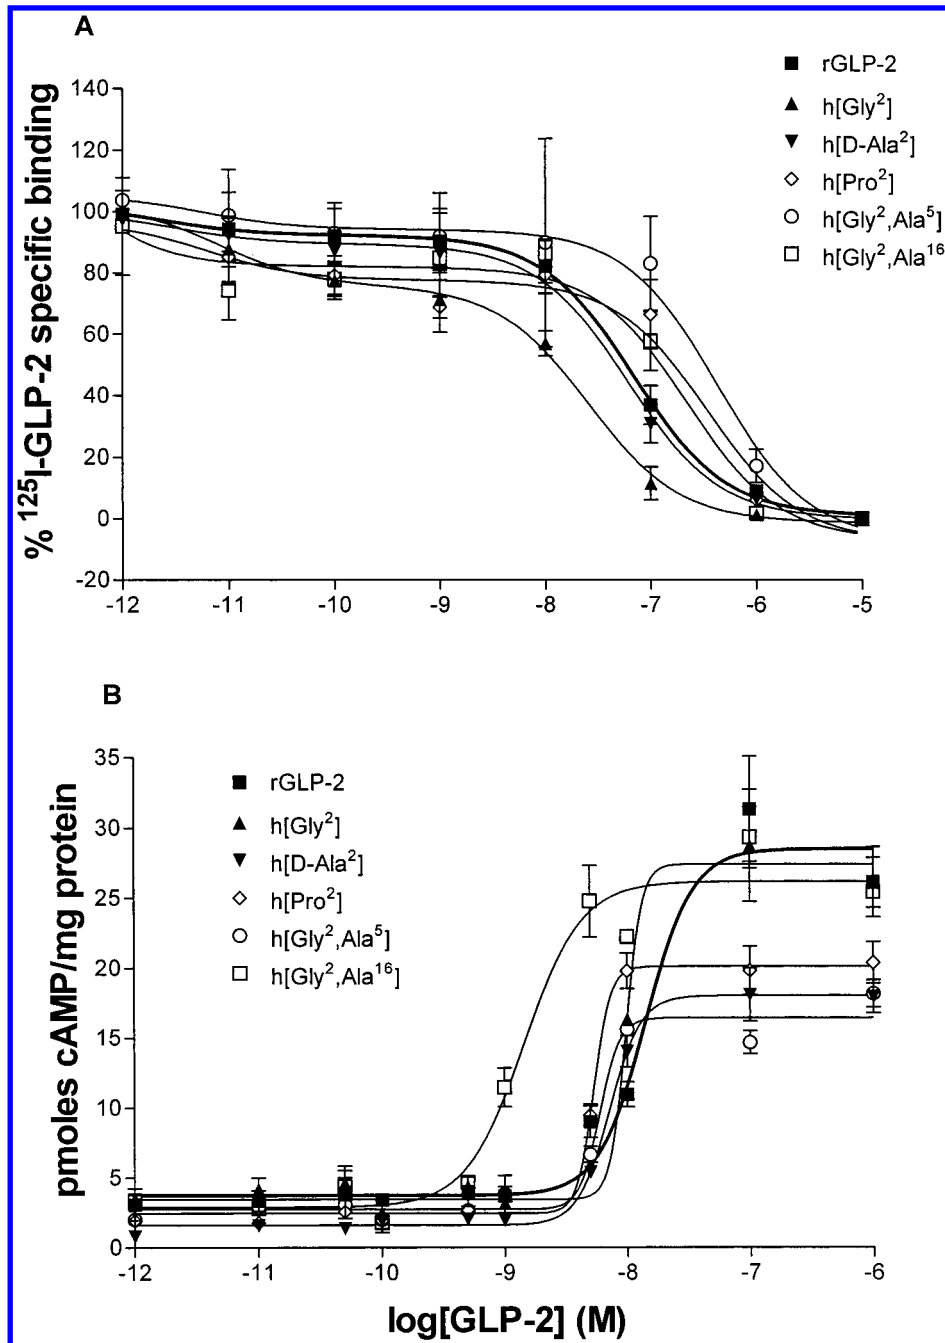 A
rGLP-2
h[Gly²]
h[D-Ala²]
h[Pro²]
h[Gly²,Ala⁵]
h[Gly²,Ala¹⁶]
% ¹²⁵I-GLP-2 specific binding
140
120
100
80
60
40
20
0
-20
-12 -11 -10 -9 -8 -7 -6 -5
B
rGLP-2
h[Gly²]
h[D-Ala²]
h[Pro²]
h[Gly²,Ala⁵]
h[Gly²,Ala¹⁶]
pmoles cAMP/mg protein
35
30
25
20
15
10
5
0
-12 -11 -10 -9 -8 -7 -6
log[GLP-2] (M)